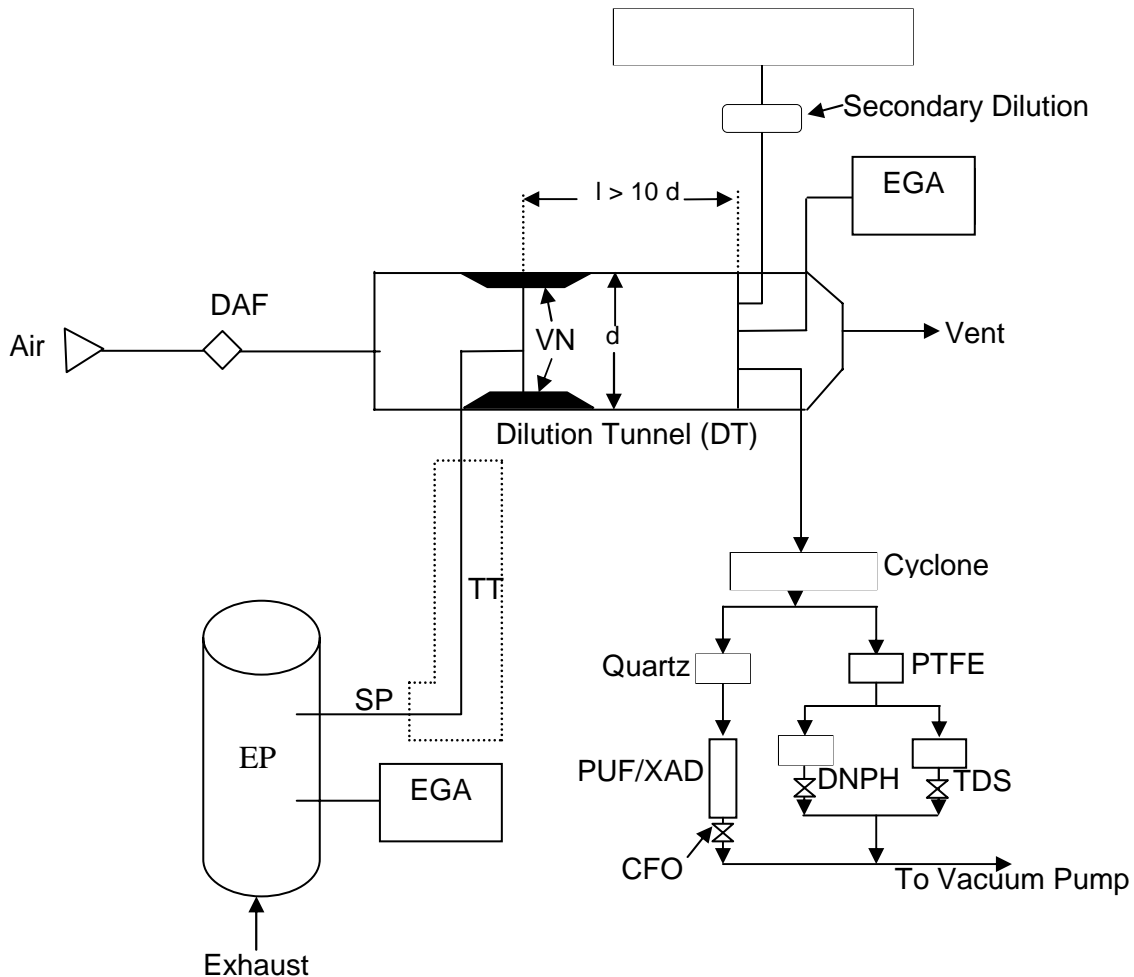 Secondary Dilution
EGA
l > 10 d
DAF
Air
VN
d
Vent
Dilution Tunnel (DT)
Cyclone
TT
Quartz
PTFE
SP
EP
PUF/XAD
DNPH
TDS
EGA
CFO
To Vacuum Pump
Exhaust